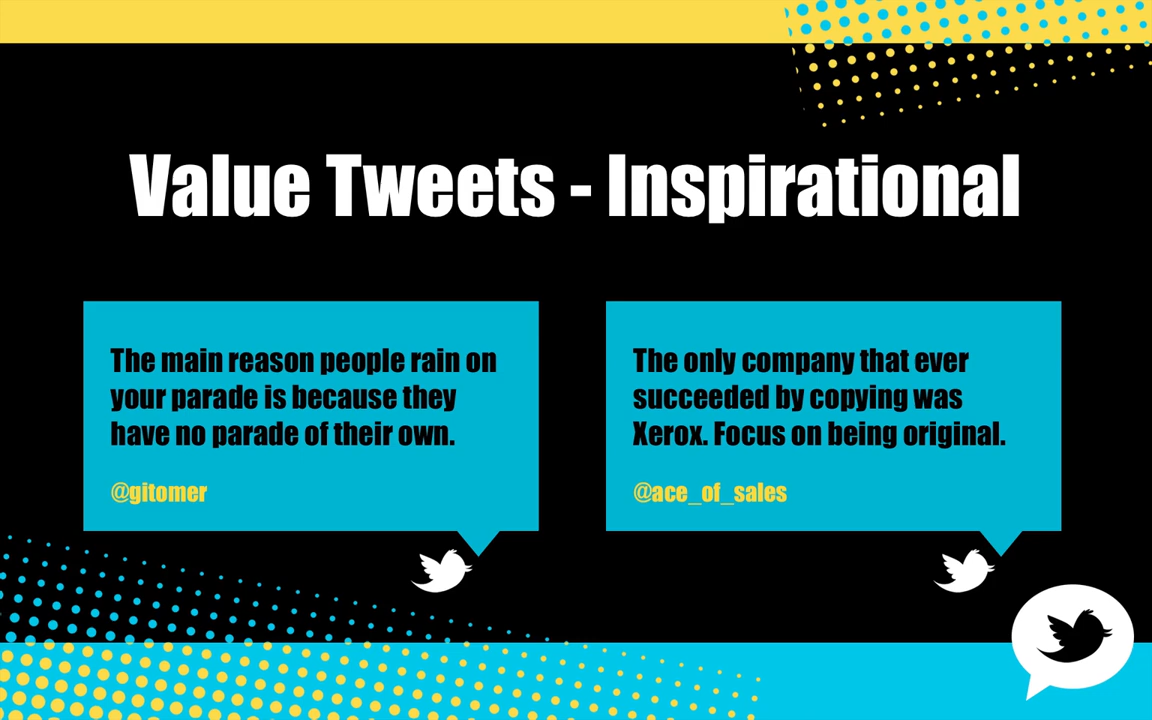 Value Tweets - Inspirational
The main reason people rain on
your parade is because they
have no parade of their own.
@gitomer
The only company that ever
succeeded by copying was
Xerox. Focus on being original.
@ace_of_sales